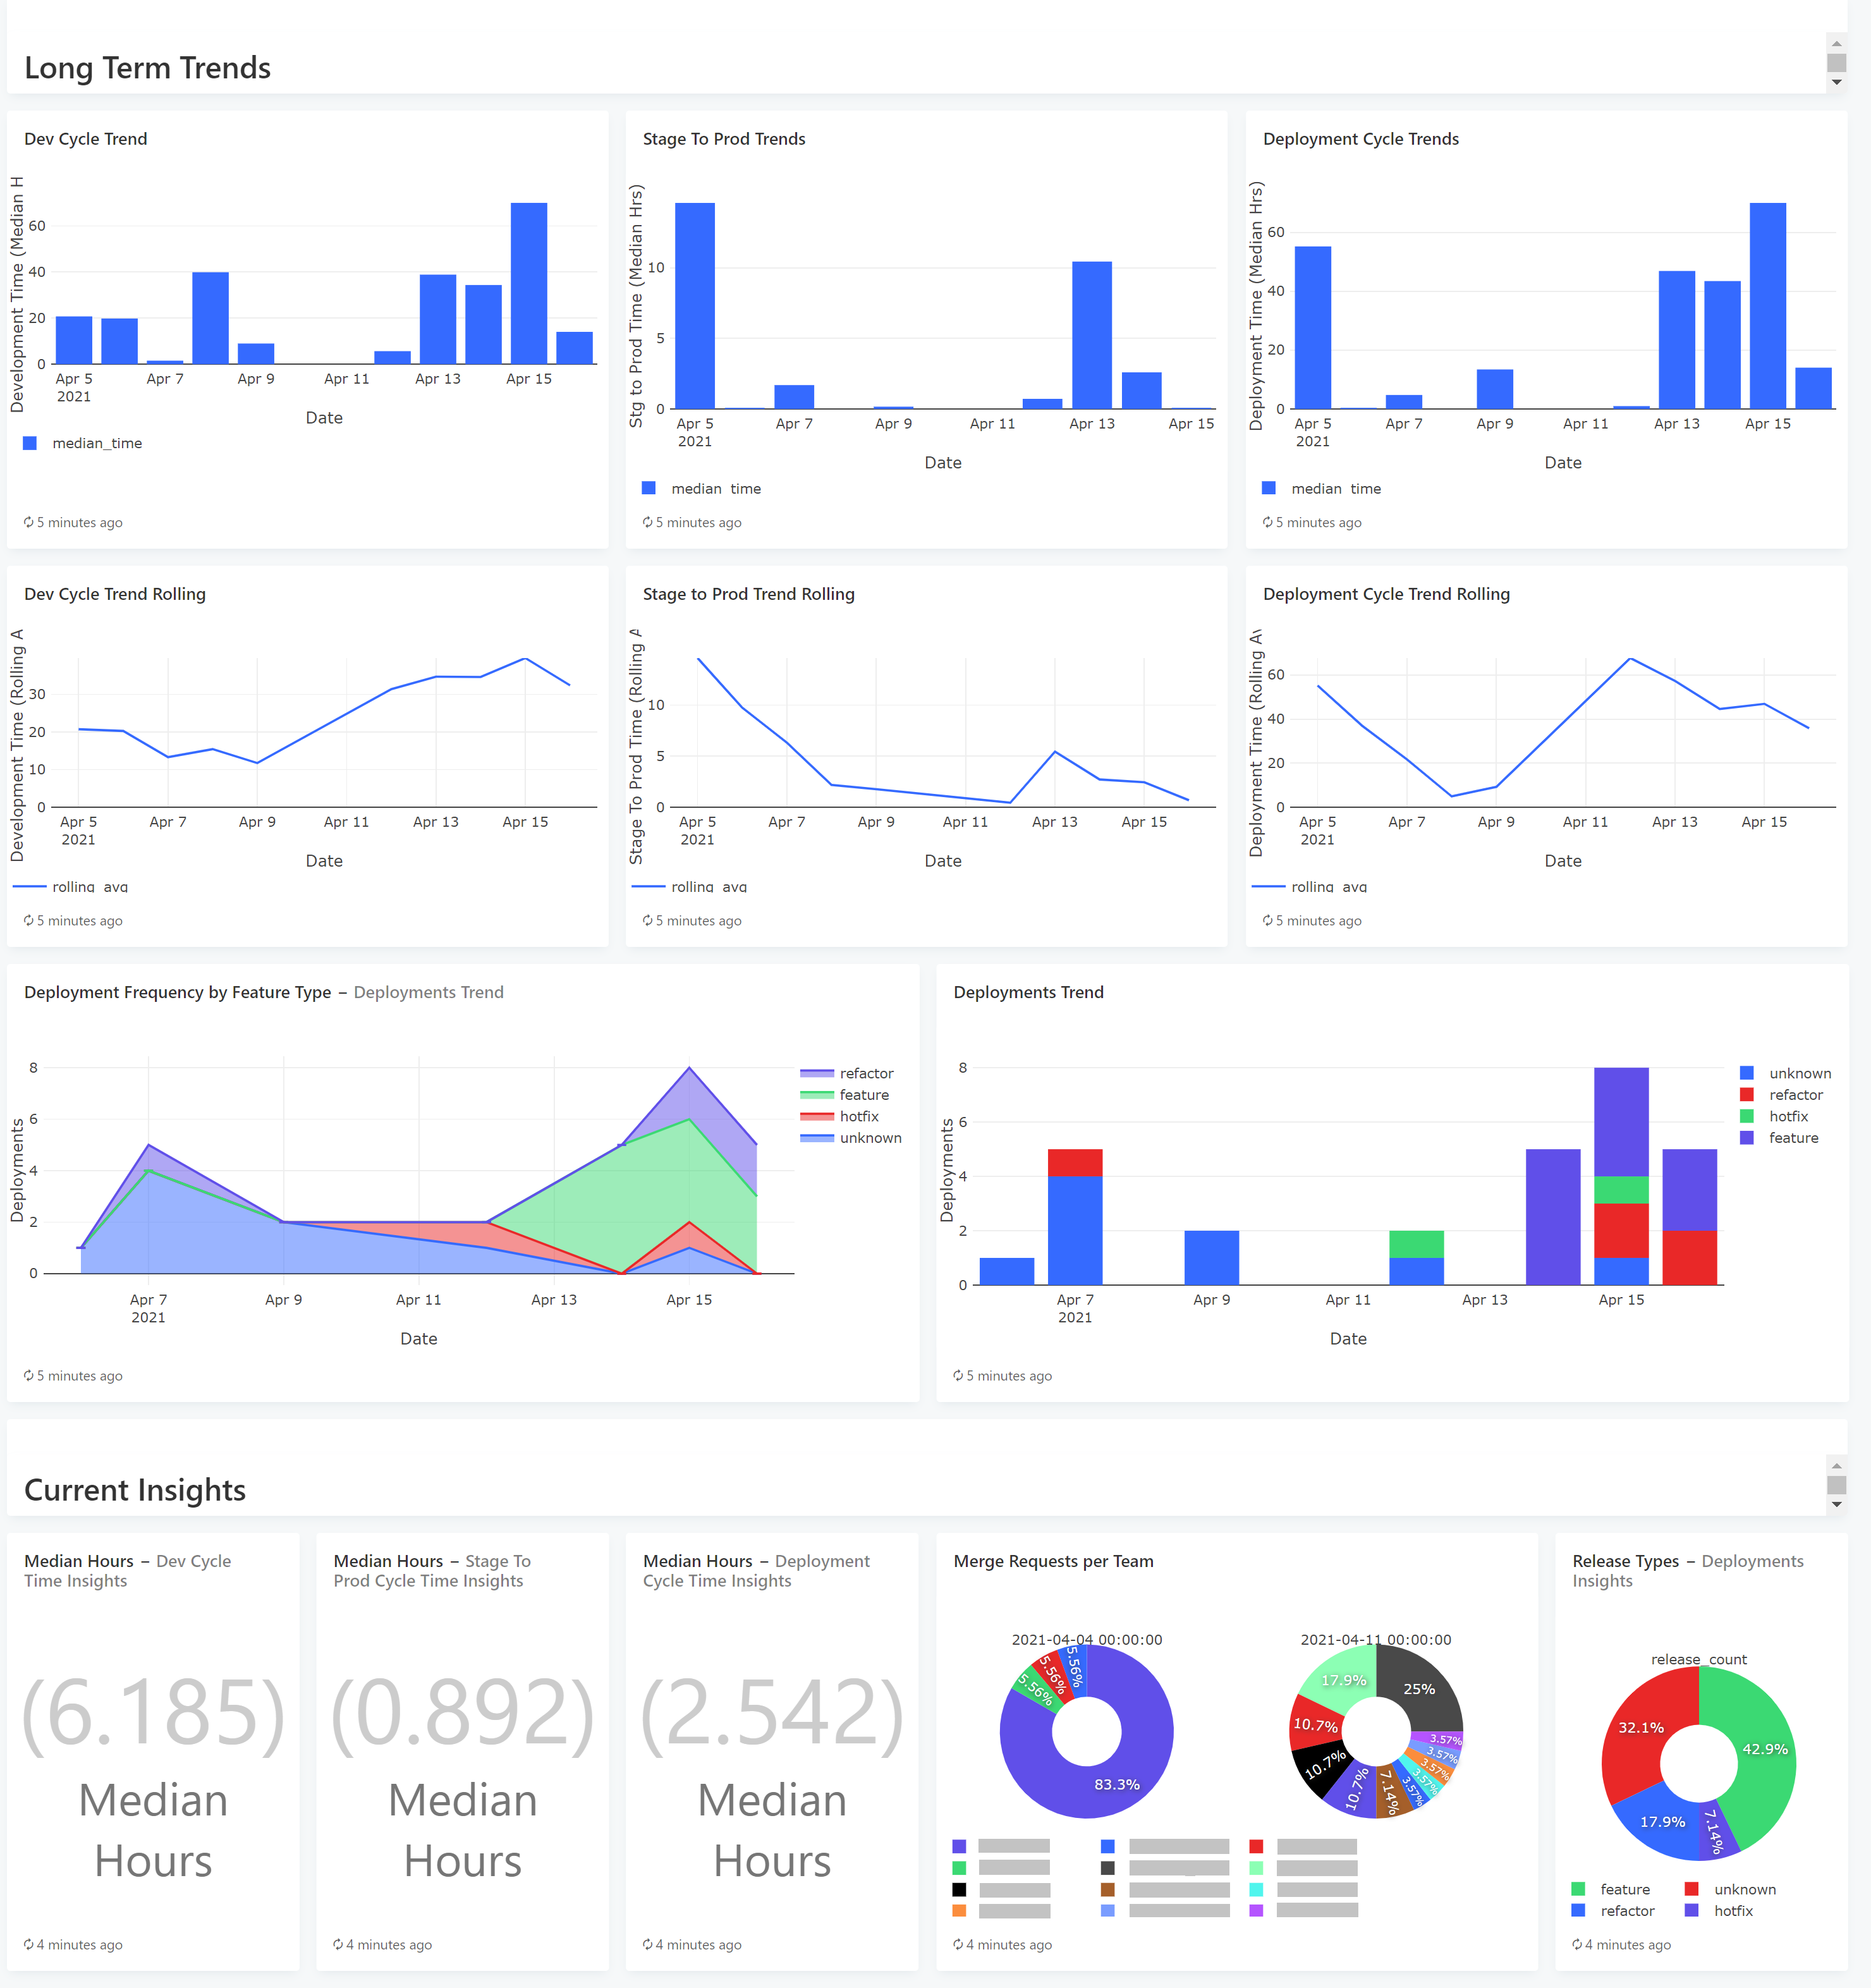 Long Term Trends
Dev Cycle Trend
Development Time (Median H
60
40
20
0
Apr 5
2021
Apr 7
Apr 9
Apr 11
Apr 13
Apr 15
Date
median_time
5 minutes ago
Stage To Prod Trends
Stg to Prod Time (Median Hrs)
10
5
0
Apr 5
2021
Apr 7
Apr 9
Apr 11
Apr 13
Apr 15
Date
median_time
5 minutes ago
Deployment Cycle Trends
Deployment Time (Median Hrs)
60
40
20
0
Apr 5
2021
Apr 7
Apr 9
Apr 11
Apr 13
Apr 15
Date
median_time
5 minutes ago
Dev Cycle Trend Rolling
Development Time (Rolling A
30
20
10
0
Apr 5
2021
Apr 7
Apr 9
Apr 11
Apr 13
Apr 15
Date
rolling_avg
5 minutes ago
Stage to Prod Trend Rolling
Stage To Prod Time (Rolling A
10
5
0
Apr 5
2021
Apr 7
Apr 9
Apr 11
Apr 13
Apr 15
Date
rolling_avg
5 minutes ago
Deployment Cycle Trend Rolling
Deployment Time (Rolling Av
60
40
20
0
Apr 5
2021
Apr 7
Apr 9
Apr 11
Apr 13
Apr 15
Date
rolling_avg
5 minutes ago
Deployment Frequency by Feature Type – Deployments Trend
Deployments
8
6
4
2
0
Apr 7
2021
Apr 9
Apr 11
Apr 13
Apr 15
Date
refactor
feature
hotfix
unknown
5 minutes ago
Deployments Trend
Deployments
8
6
4
2
0
Apr 7
2021
Apr 9
Apr 11
Apr 13
Apr 15
Date
unknown
refactor
hotfix
feature
5 minutes ago
Current Insights
Median Hours – Dev Cycle
Time Insights
(6.185)
Median
Hours
4 minutes ago
Median Hours – Stage To
Prod Cycle Time Insights
(0.892)
Median
Hours
4 minutes ago
Median Hours – Deployment
Cycle Time Insights
(2.542)
Median
Hours
4 minutes ago
Merge Requests per Team
2021-04-04 00:00:00
5.56%
5.56%
5.56%
83.3%
2021-04-11 00:00:00
17.9%
25%
10.7%
10.7%
10.7%
7.14%
3.57%
3.57%
3.57%
3.57%
3.57%
4 minutes ago
Release Types – Deployments
Insights
release_count
32.1%
42.9%
17.9%
7.14%
feature
unknown
refactor
hotfix
4 minutes ago